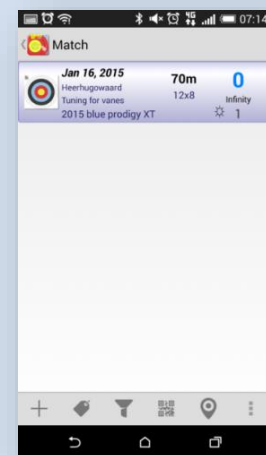 07:14
Match
Jan 16, 2015 70m 0
Heerhugowaard 12x8 Infinity
Tuning for vanes 1
2015 blue prodigy XT